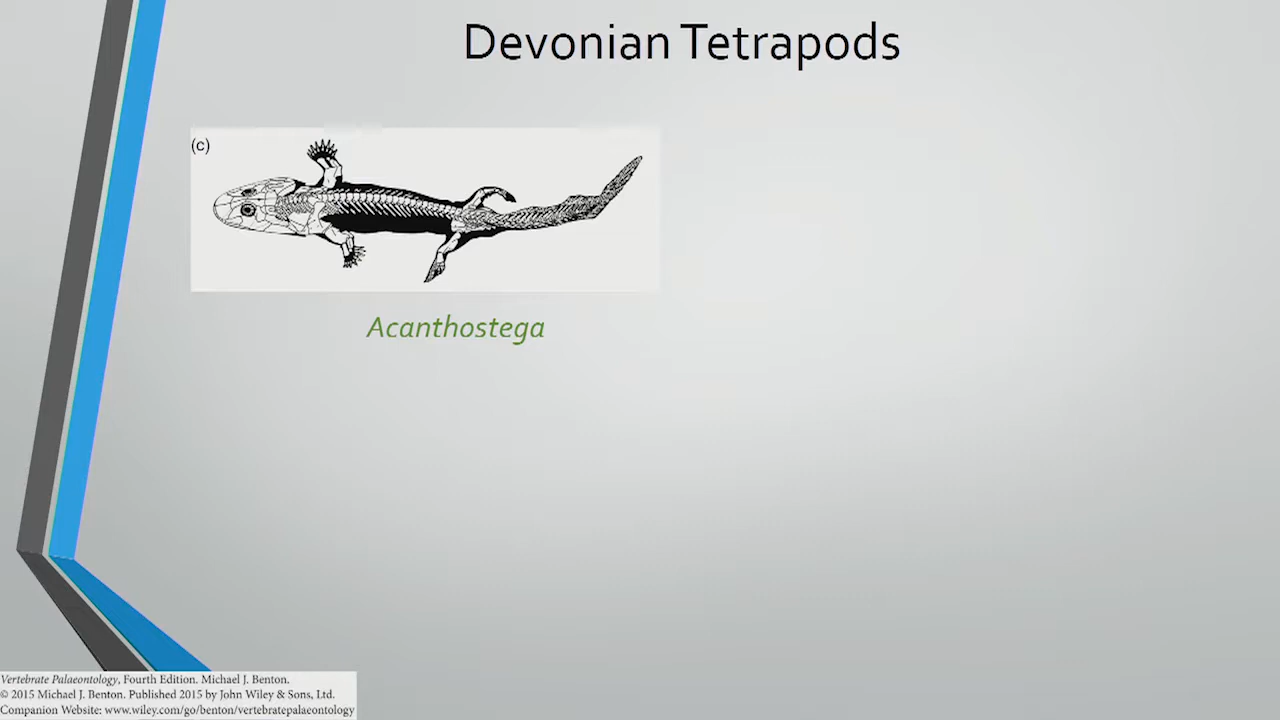 Devonian Tetrapods
(c)
Acanthostega
Vertebrate Palaeontology, Fourth Edition. Michael J. Benton.
© 2015 Michael J. Benton. Published 2015 by John Wiley & Sons, Ltd.
Companion Website: www.wiley.com/go/benton/vertebratepalaeontology